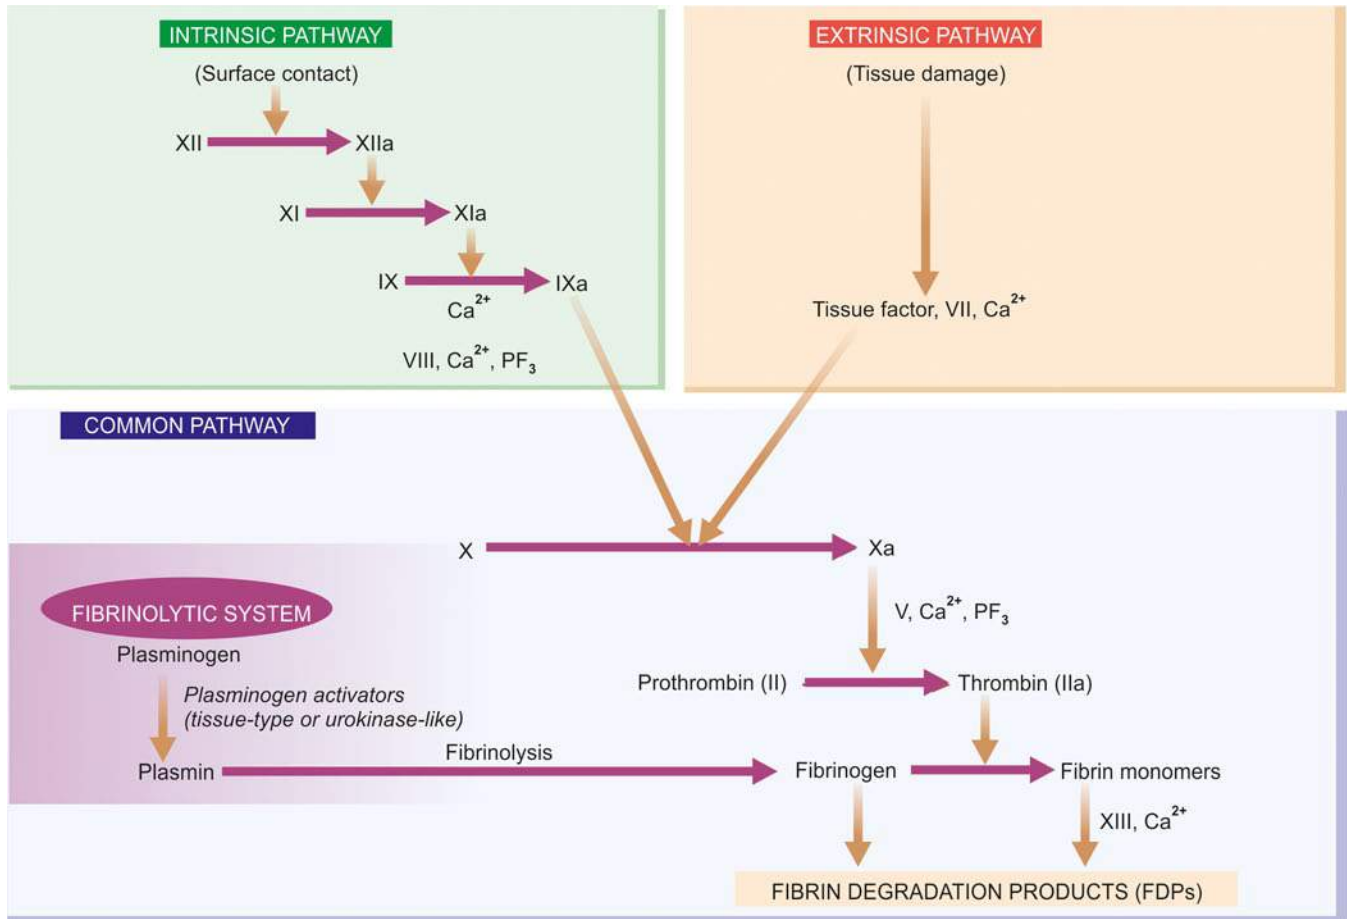 INTRINSIC PATHWAY
(Surface contact)
XII
XIIa
XI
XIa
IX
IXa
Ca2+
VIII, Ca2+, PF3
EXTRINSIC PATHWAY
(Tissue damage)
Tissue factor, VII, Ca2+
COMMON PATHWAY
X
Xa
V, Ca2+, PF3
FIBRINOLYTIC SYSTEM
Plasminogen
Plasminogen activators
(tissue-type or urokinase-like)
Prothrombin (II)
Thrombin (IIa)
Plasmin
Fibrinolysis
Fibrinogen
Fibrin monomers
XIII, Ca2+
FIBRIN DEGRADATION PRODUCTS (FDPs)